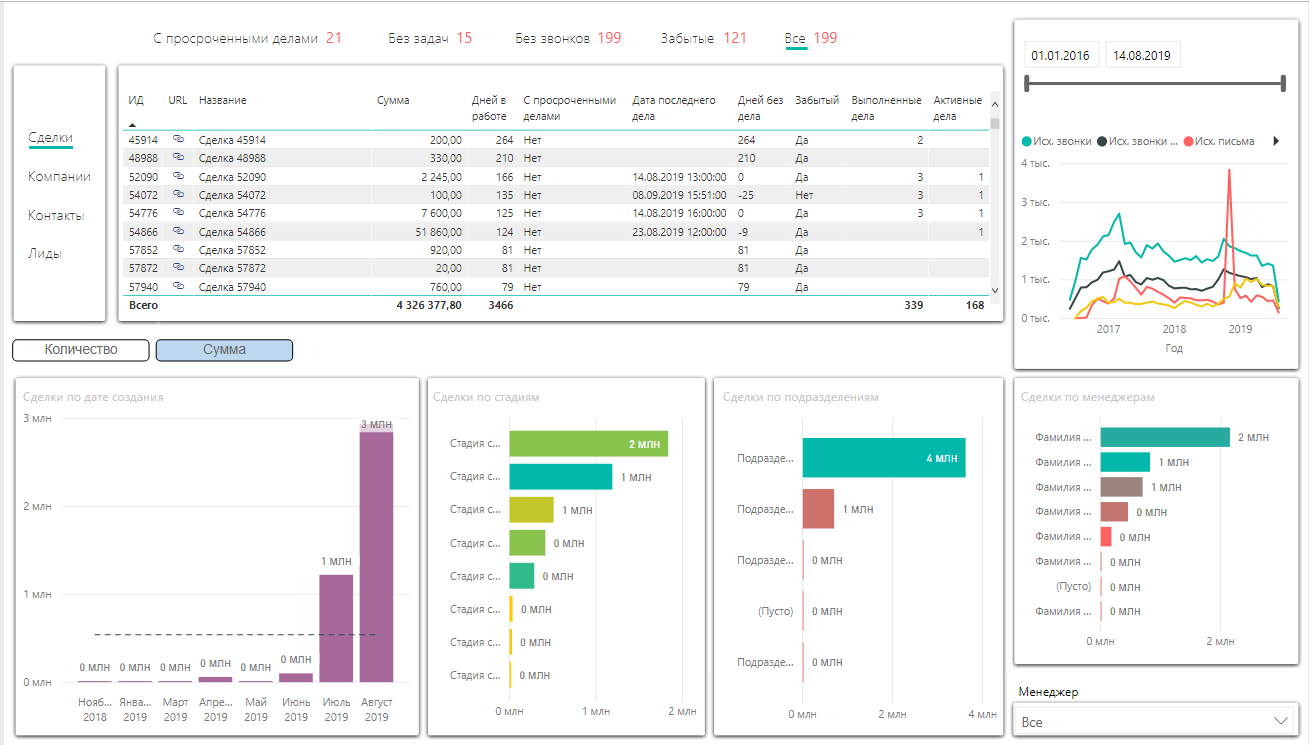 С просроченными делами 21 Без задач 15 Без звонков 199 Забытые 121 Все 199
01.01.2016 14.08.2019
Сделки
Компании
Контакты
Лиды
ИД URL Название Сумма Дней в работе С просроченными делами Дата последнего дела Дней без дела Забытый Выполненные дела Активные дела
45914 Сделка 45914 200,00 264 Нет 264 Да 2
48988 Сделка 48988 330,00 210 Нет 210 Да
52090 Сделка 52090 2 245,00 166 Нет 14.08.2019 13:00:00 0 Да 3 1
54072 Сделка 54072 100,00 135 Нет 08.09.2019 15:51:00 -25 Нет 3 1
54776 Сделка 54776 7 600,00 125 Нет 14.08.2019 16:00:00 0 Да 3 1
54866 Сделка 54866 51 860,00 124 Нет 23.08.2019 12:00:00 -9 Да 1
57852 Сделка 57852 920,00 81 Нет 81 Да
57872 Сделка 57872 20,00 81 Нет 81 Да
57940 Сделка 57940 760,00 79 Нет 79 Да
Всего 4 326 377,80 3466 339 168
Исх. звонки Исх. звонки ... Исх. письма
4 тыс.
3 тыс.
2 тыс.
1 тыс.
0 тыс.
2017 2018 2019
Год
Количество Сумма
Сделки по дате создания
3 млн
2 млн
1 млн
0 млн
0 млн 0 млн 0 млн 0 млн 0 млн 0 млн 1 млн 3 млн
Нояб... Янва... Март Апре... Май Июнь Июль Август
2018 2019 2019 2019 2019 2019 2019 2019
Сделки по стадиям
Стадия с... 2 млн
Стадия с... 1 млн
Стадия с... 1 млн
Стадия с... 0 млн
Стадия с... 0 млн
Стадия с... 0 млн
Стадия с... 0 млн
Стадия с... 0 млн
0 млн 1 млн 2 млн
Сделки по подразделениям
Подразде... 4 млн
Подразде... 1 млн
Подразде... 0 млн
(Пусто) 0 млн
Подразде... 0 млн
0 млн 2 млн 4 млн
Сделки по менеджерам
Фамилия ... 2 млн
Фамилия ... 1 млн
Фамилия ... 1 млн
Фамилия ... 0 млн
Фамилия ... 0 млн
Фамилия ... 0 млн
(Пусто) 0 млн
Фамилия ... 0 млн
0 млн 2 млн
Менеджер
Все